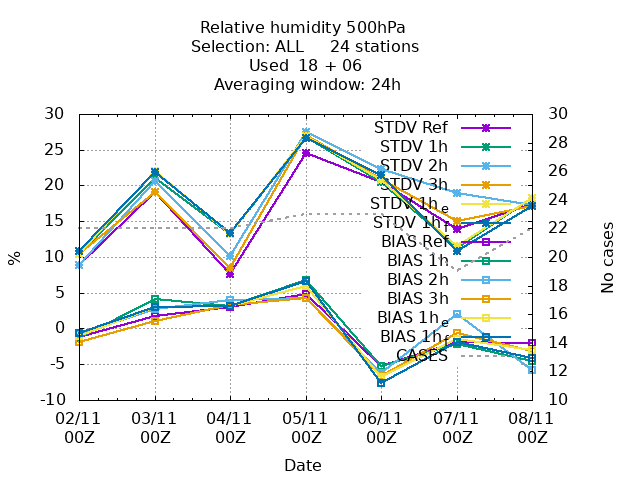 Relative humidity 500hPa
Selection: ALL 24 stations
Used 18 + 06
Averaging window: 24h
30 30
25 28
20 26
15 24
10 22
5 20
0 18
-5 16
-10 14
12
10
%
No cases
STDV Ref
STDV 1h
STDV 2h
STDV 3h
STDV 1h e
STDV 1h f
BIAS Ref
BIAS 1h
BIAS 2h
BIAS 3h
BIAS 1h e
BIAS 1h f
CASES
02/11 03/11 04/11 05/11 06/11 07/11 08/11
00Z 00Z 00Z 00Z 00Z 00Z 00Z
Date